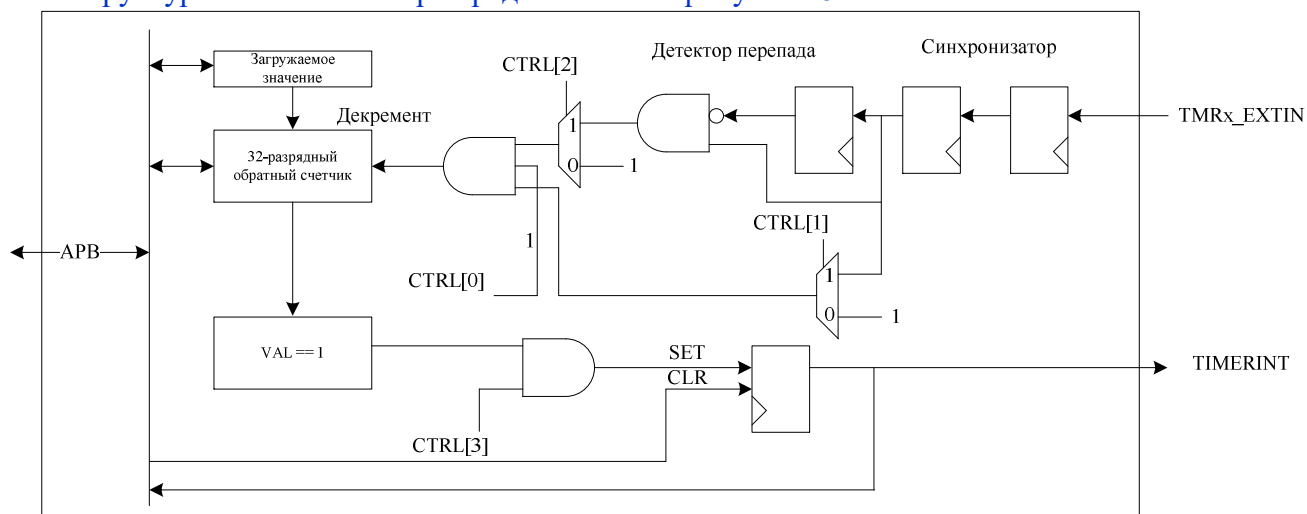 Загружаемое
значение
CTRL[2]
Детектор перепада
Синхронизатор
Декремент
1
0
1
TMRx_EXTIN
32-разрядный
обратный счетчик
CTRL[1]
APB
1
CTRL[0]
1
0
1
VAL == 1
SET
CLR
TIMERINT
CTRL[3]